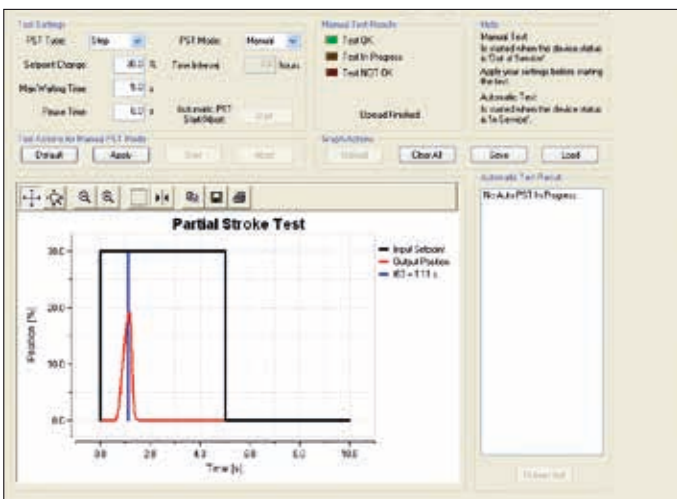 Test Settings
PST Type: Step
PST Mode: Manual
Setpoint Change: 30.0 %
Time Interval: hours
Max Waiting Time: s
Pause Time: s
Automatic PST
Start/Abort: Start
Manual Test Results
Test OK
Test In Progress
Test NOT OK
Upload Finished
Help
Manual Test
Is started when the device status
is 'Out of Service'.
Apply your settings before starting
the test.
Automatic Test
Is started when the device status
is 'In Service'.
Test Actions for Manual PST Mode
Default
Apply
Start
Abort
Graph Actions
Clear All
Save
Load
Automatic Test Result
No Auto PST In Progress
Partial Stroke Test
Input Setpoint
Output Position
t63 = 1.11 s
Position [%]
30.0
20.0
10.0
0.0
0.0 2.0 4.0 6.0 8.0 10.0
Time [s]